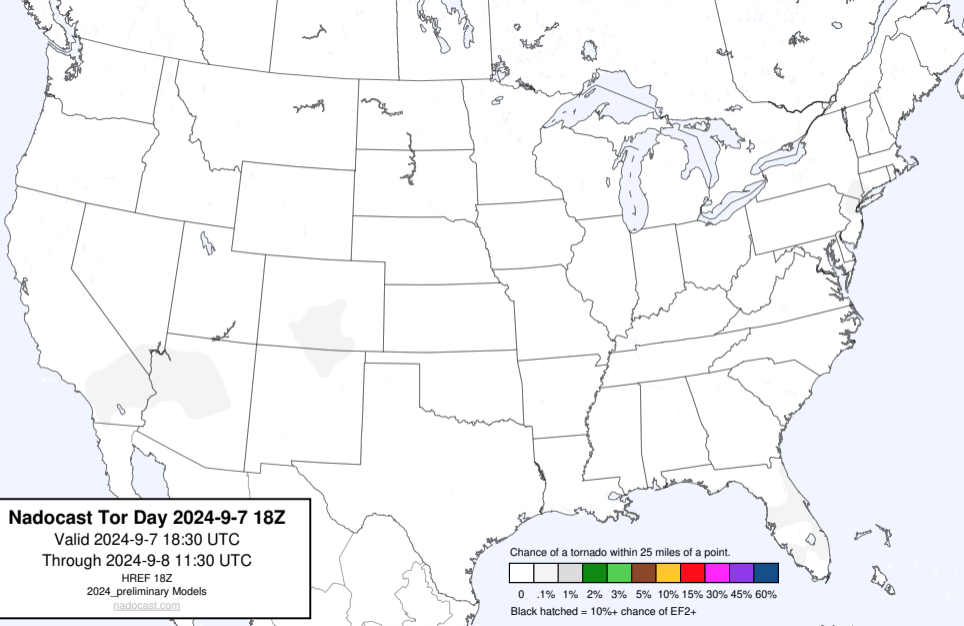 Nadocast Tor Day 2024-9-7 18Z
Valid 2024-9-7 18:30 UTC
Through 2024-9-8 11:30 UTC
HREF 18Z
2024_preliminary Models
nadocast.com
Chance of a tornado within 25 miles of a point.
0 .1% 1% 2% 3% 5% 10% 15% 30% 45% 60%
Black hatched = 10%+ chance of EF2+